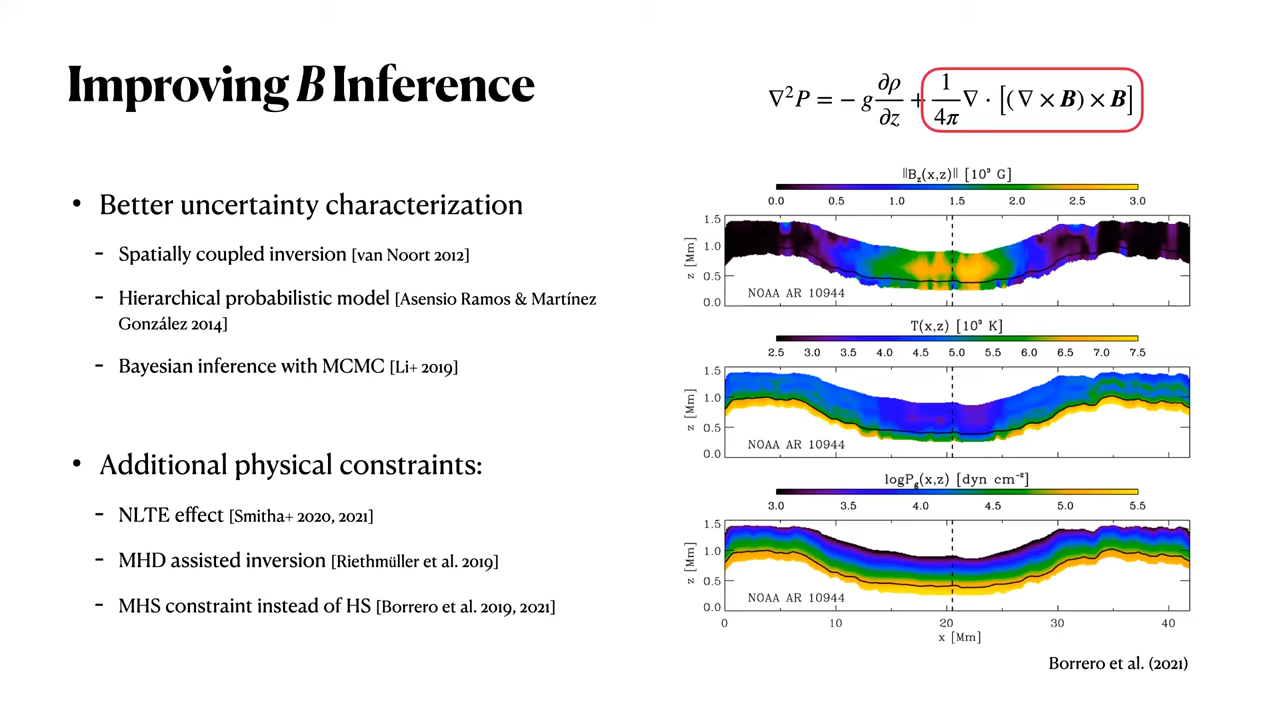 Improving B Inference
• Better uncertainty characterization
- Spatially coupled inversion [van Noort 2012]
- Hierarchical probabilistic model [Asensio Ramos & Martínez
González 2014]
- Bayesian inference with MCMC [Li+ 2019]
• Additional physical constraints:
- NLTE effect [Smitha+ 2020, 2021]
- MHD assisted inversion [Riethmüller et al. 2019]
- MHS constraint instead of HS [Borrero et al. 2019, 2021]
∇²P = − g ∂ρ/∂z + 1/4π ∇ · [(∇ × B) × B]
||B_z(x,z)|| [10³ G]
0.0 0.5 1.0 1.5 2.0 2.5 3.0
1.5
1.0
0.5
0.0
z [Mm]
NOAA AR 10944
T(x,z) [10³ K]
2.5 3.0 3.5 4.0 4.5 5.0 5.5 6.0 6.5 7.0 7.5
1.5
1.0
0.5
0.0
z [Mm]
NOAA AR 10944
logP_g(x,z) [dyn cm⁻²]
3.0 3.5 4.0 4.5 5.0 5.5
1.5
1.0
0.5
0.0
z [Mm]
NOAA AR 10944
0 10 20 30 40
x [Mm]
Borrero et al. (2021)